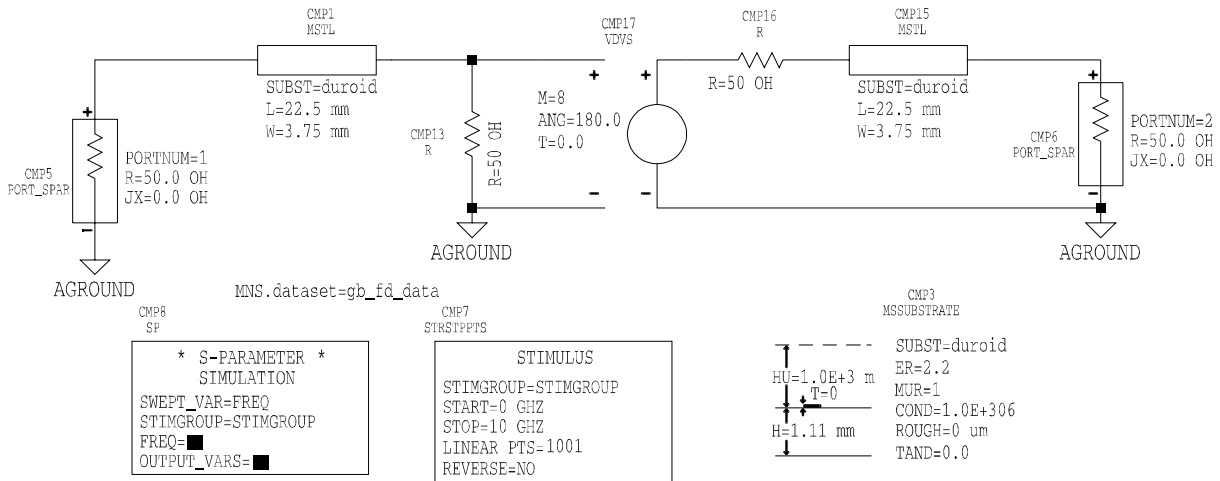 CMP1
MSTL
SUBST=duroid
L=22.5 mm
W=3.75 mm
+
CMP5
PORT_SPAR
PORTNUM=1
R=50.0 OH
JX=0.0 OH
-
AGROUND
CMP13
R
R=50 OH
AGROUND
CMP17
VDVS
+
+
M=8
ANG=180.0
T=0.0
-
-
CMP16
R
R=50 OH
CMP15
MSTL
SUBST=duroid
L=22.5 mm
W=3.75 mm
+
CMP6
PORT_SPAR
PORTNUM=2
R=50.0 OH
JX=0.0 OH
-
AGROUND
MNS.dataset=gb_fd_data
CMP8
SP
* S-PARAMETER *
SIMULATION
SWEPT_VAR=FREQ
STIMGROUP=STIMGROUP
FREQ=
OUTPUT_VARS=
CMP7
STRSTPPTS
STIMULUS
STIMGROUP=STIMGROUP
START=0 GHZ
STOP=10 GHZ
LINEAR PTS=1001
REVERSE=NO
CMP3
MSSUBSTRATE
HU=1.0E+3 m
T=0
H=1.11 mm
SUBST=duroid
ER=2.2
MUR=1
COND=1.0E+306
ROUGH=0 um
TAND=0.0